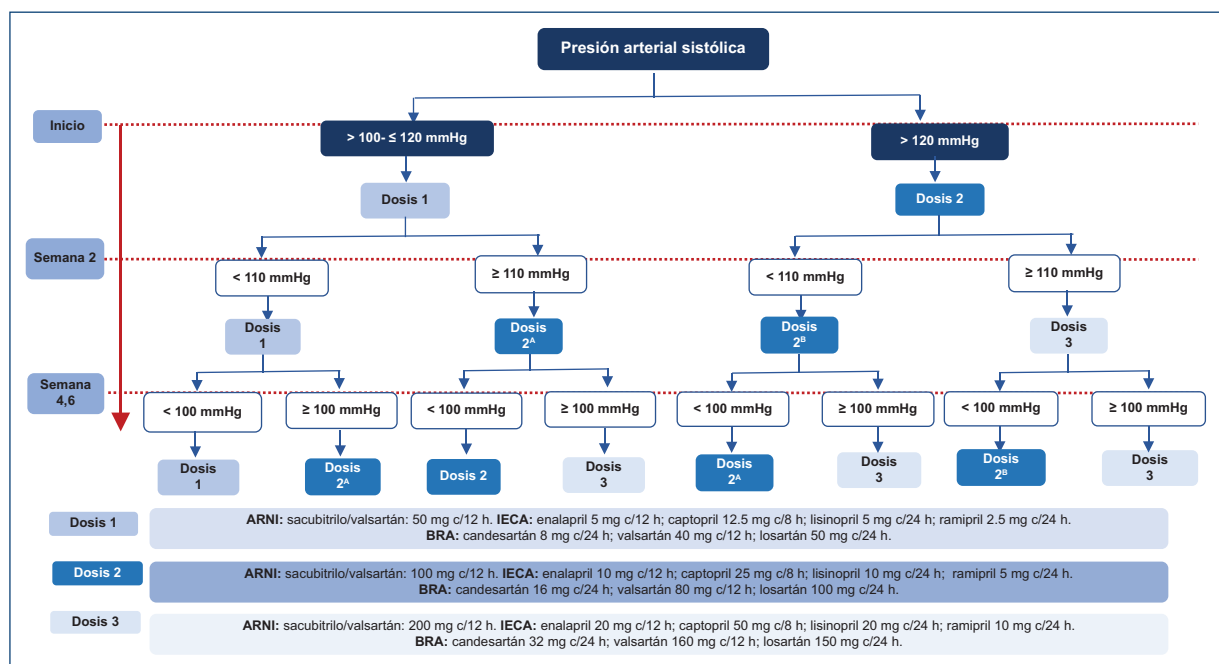 Presión arterial sistólica
Inicio
> 100- ≤ 120 mmHg
> 120 mmHg
Dosis 1
Dosis 2
Semana 2
< 110 mmHg
≥ 110 mmHg
< 110 mmHg
≥ 110 mmHg
Dosis
1
Dosis
2ᴬ
Dosis
2ᴮ
Dosis
3
Semana
4,6
< 100 mmHg
≥ 100 mmHg
< 100 mmHg
≥ 100 mmHg
< 100 mmHg
≥ 100 mmHg
< 100 mmHg
≥ 100 mmHg
Dosis
1
Dosis
2ᴬ
Dosis 2
Dosis
3
Dosis
2ᴬ
Dosis
3
Dosis
2ᴮ
Dosis
3
Dosis 1
ARNI: sacubitrilo/valsartán: 50 mg c/12 h. IECA: enalapril 5 mg c/12 h; captopril 12.5 mg c/8 h; lisinopril 5 mg c/24 h; ramipril 2.5 mg c/24 h.
BRA: candesartán 8 mg c/24 h; valsartán 40 mg c/12 h; losartán 50 mg c/24 h.
Dosis 2
ARNI: sacubitrilo/valsartán: 100 mg c/12 h. IECA: enalapril 10 mg c/12 h; captopril 25 mg c/8 h; lisinopril 10 mg c/24 h; ramipril 5 mg c/24 h.
BRA: candesartán 16 mg c/24 h; valsartán 80 mg c/12 h; losartán 100 mg c/24 h.
Dosis 3
ARNI: sacubitrilo/valsartán: 200 mg c/12 h. IECA: enalapril 20 mg c/12 h; captopril 50 mg c/8 h; lisinopril 20 mg c/24 h; ramipril 10 mg c/24 h.
BRA: candesartán 32 mg c/24 h; valsartán 160 mg c/12 h; losartán 150 mg c/24 h.